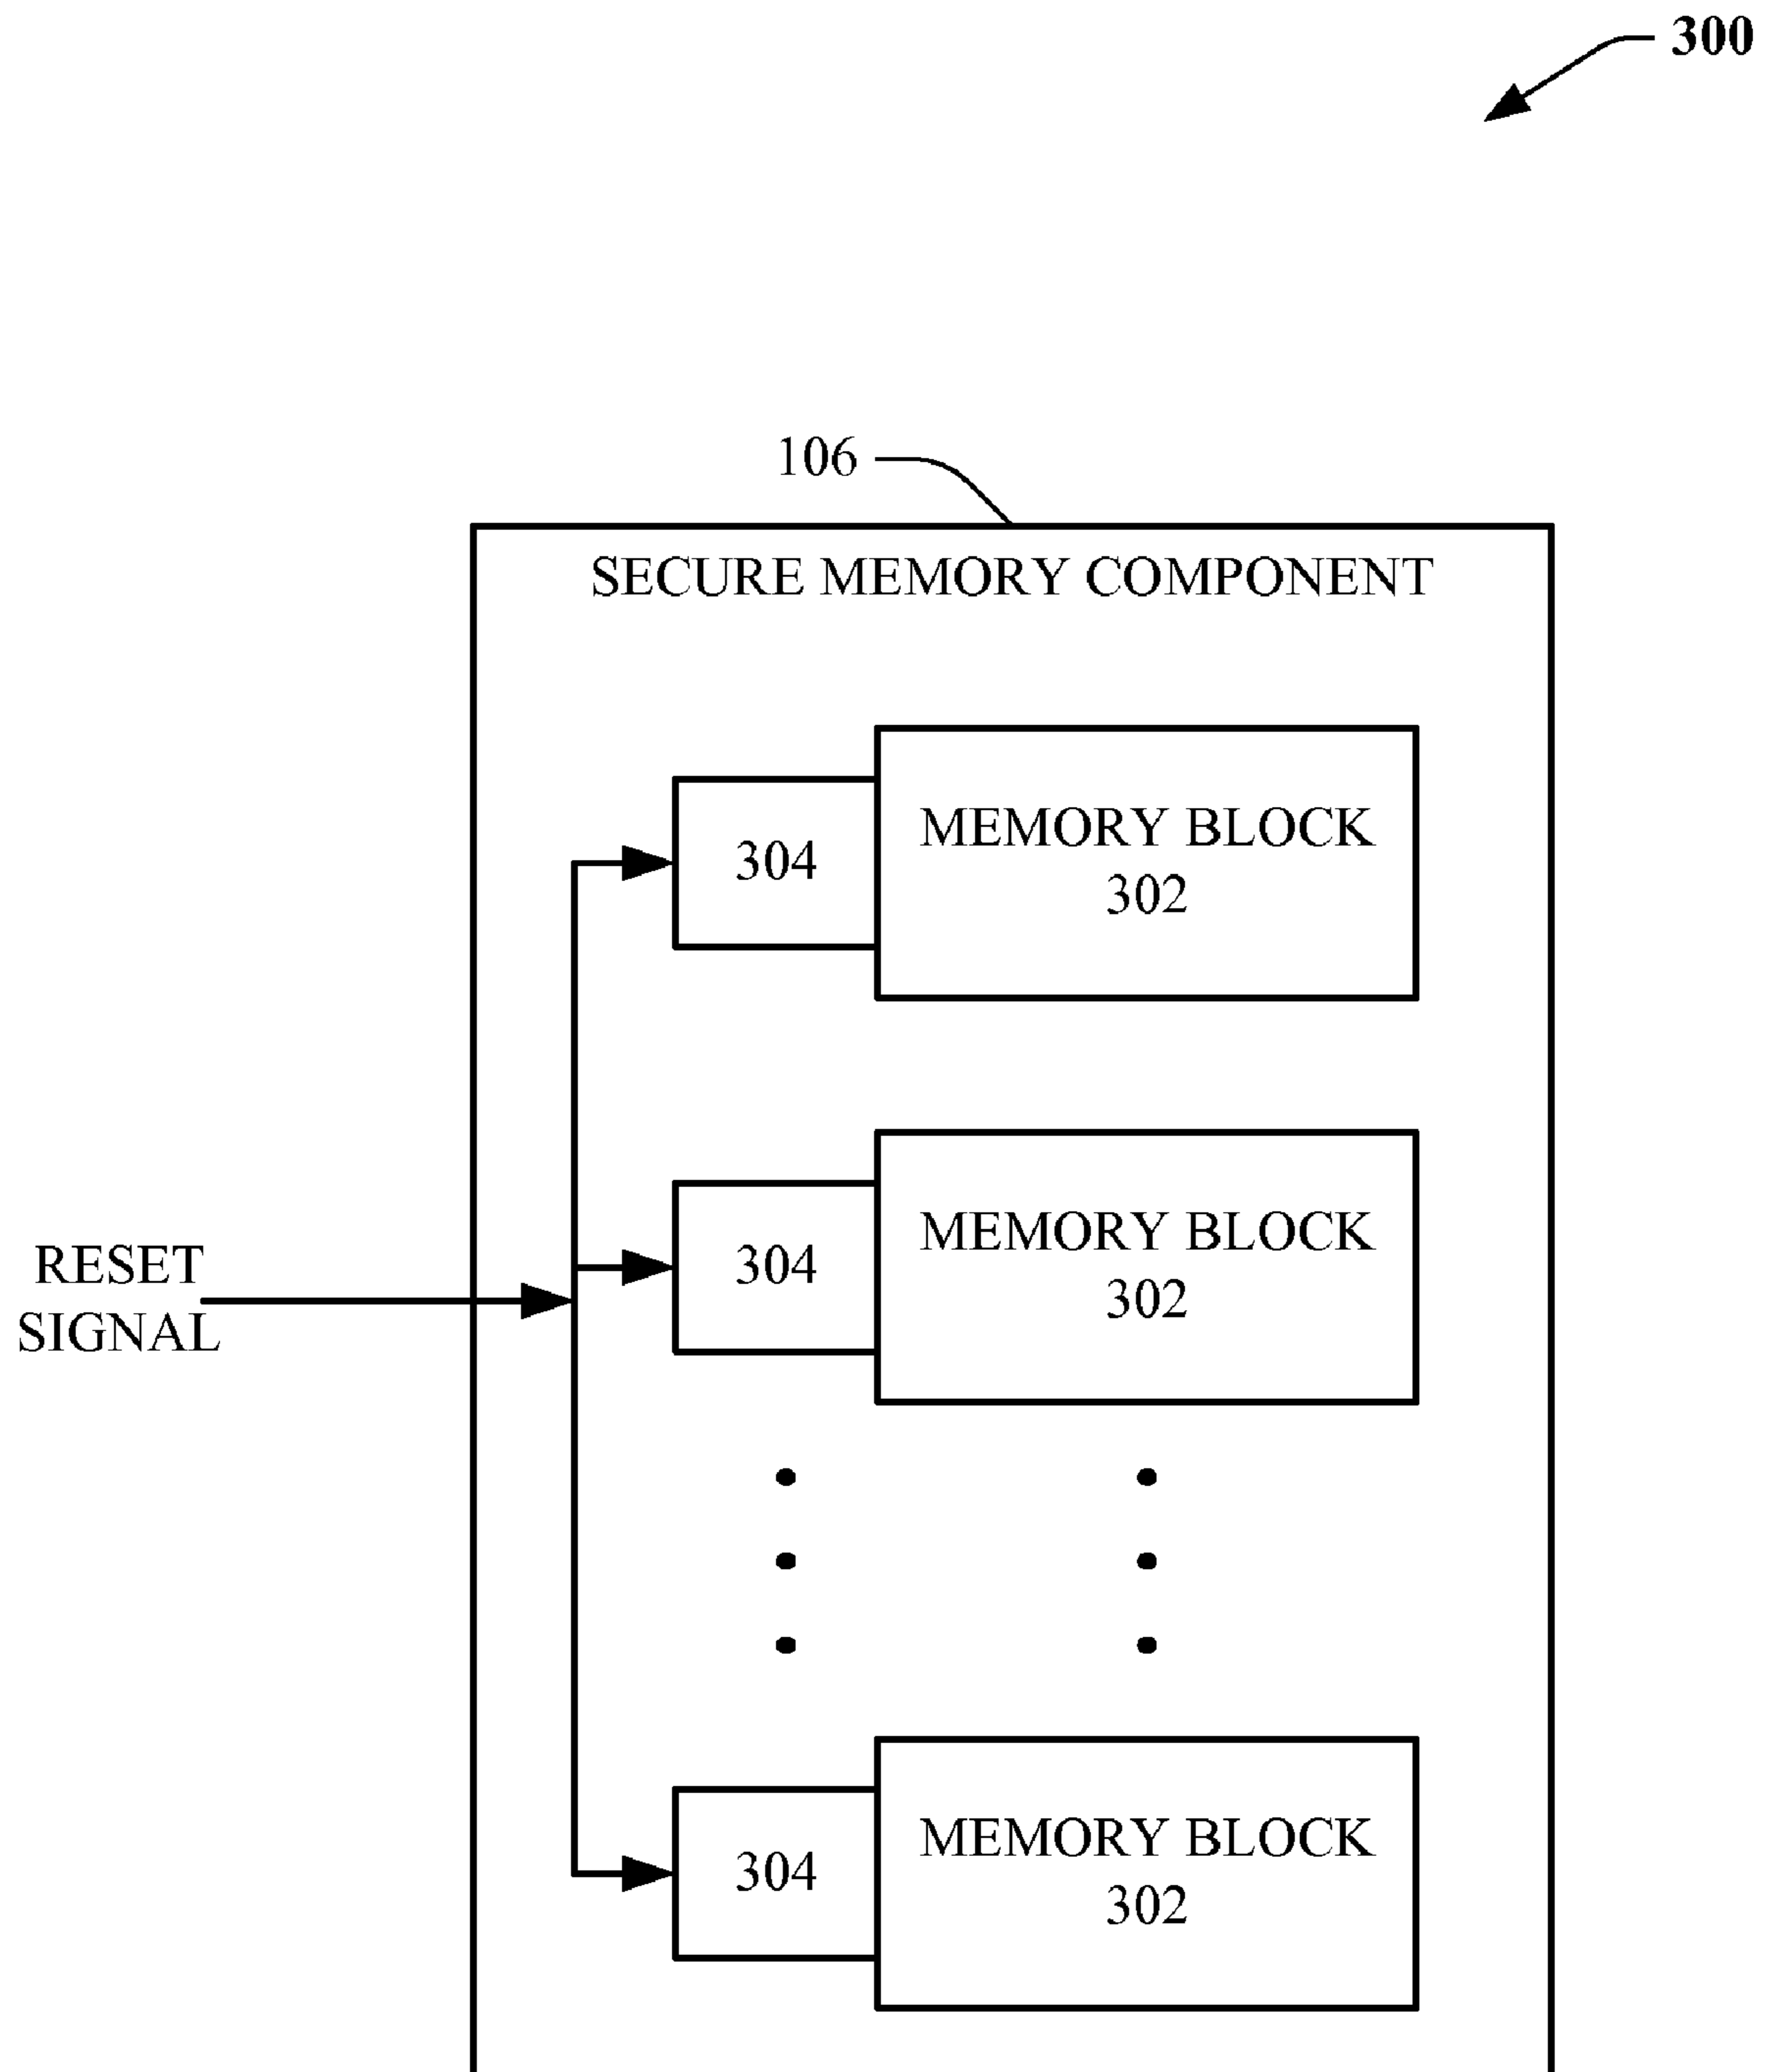 300
106
SECURE MEMORY COMPONENT
MEMORY BLOCK
304
302
MEMORY BLOCK
304
302
RESET
SIGNAL
MEMORY BLOCK
304
302